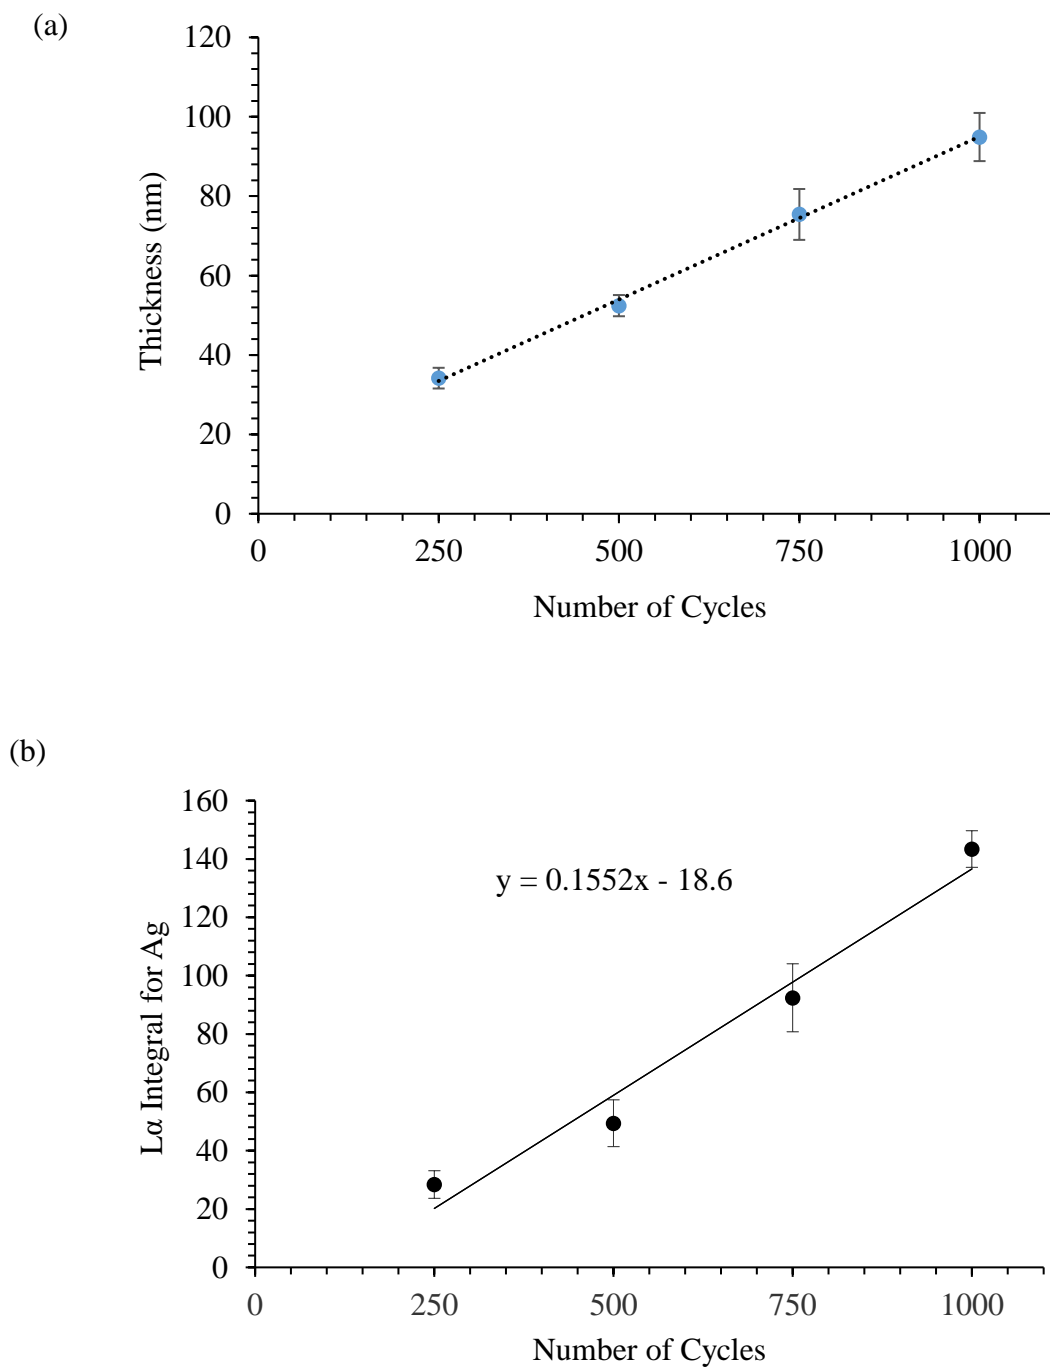 (a)
120
100
80
60
40
20
0
Thickness (nm)
0 250 500 750 1000
Number of Cycles
(b)
160
140
120
100
80
60
40
20
0
Lα Integral for Ag
y = 0.1552x - 18.6
0 250 500 750 1000
Number of Cycles